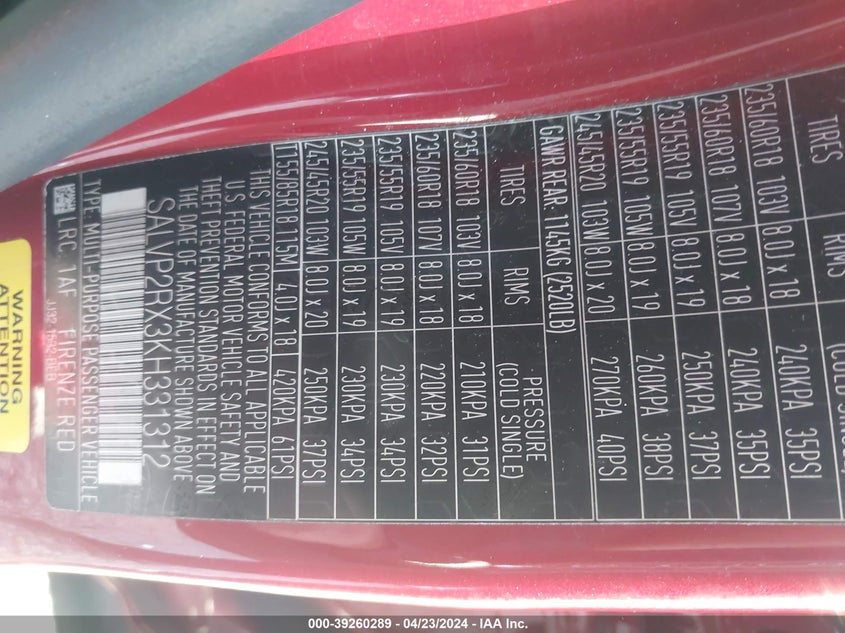 TIRES RIMS (COLD SINGLE)
235/60R18 103V 8.0J x 18 240KPA 35PSI
235/60R18 107V 8.0J x 18 240KPA 35PSI
235/55R19 105V 8.0J x 19 250KPA 37PSI
235/55R19 105W 8.0J x 19 260KPA 38PSI
245/45R20 103W 8.0J x 20 270KPA 40PSI
GAWR REAR: 1145KG (2520LB)
TIRES RIMS PRESSURE
(COLD SINGLE)
235/60R18 103V 8.0J x 18 210KPA 31PSI
235/60R18 107V 8.0J x 18 220KPA 32PSI
235/55R19 105V 8.0J x 19 230KPA 34PSI
235/55R19 105W 8.0J x 19 230KPA 34PSI
245/45R20 103W 8.0J x 20 250KPA 37PSI
T155/85R18 115M 4.0J x 18 420KPA 61PSI
THIS VEHICLE CONFORMS TO ALL APPLICABLE
U.S. FEDERAL MOTOR VEHICLE SAFETY AND
THEFT PREVENTION STANDARDS IN EFFECT ON
THE DATE OF MANUFACTURE SHOWN ABOVE
SALVP2RX3KH331312
TYPE: MULTI-PURPOSE PASSENGER VEHICLE
LRC 1AF FIRENZE RED
WARNING
ATTENTION
000-39260289 - 04/23/2024 - IAA Inc.